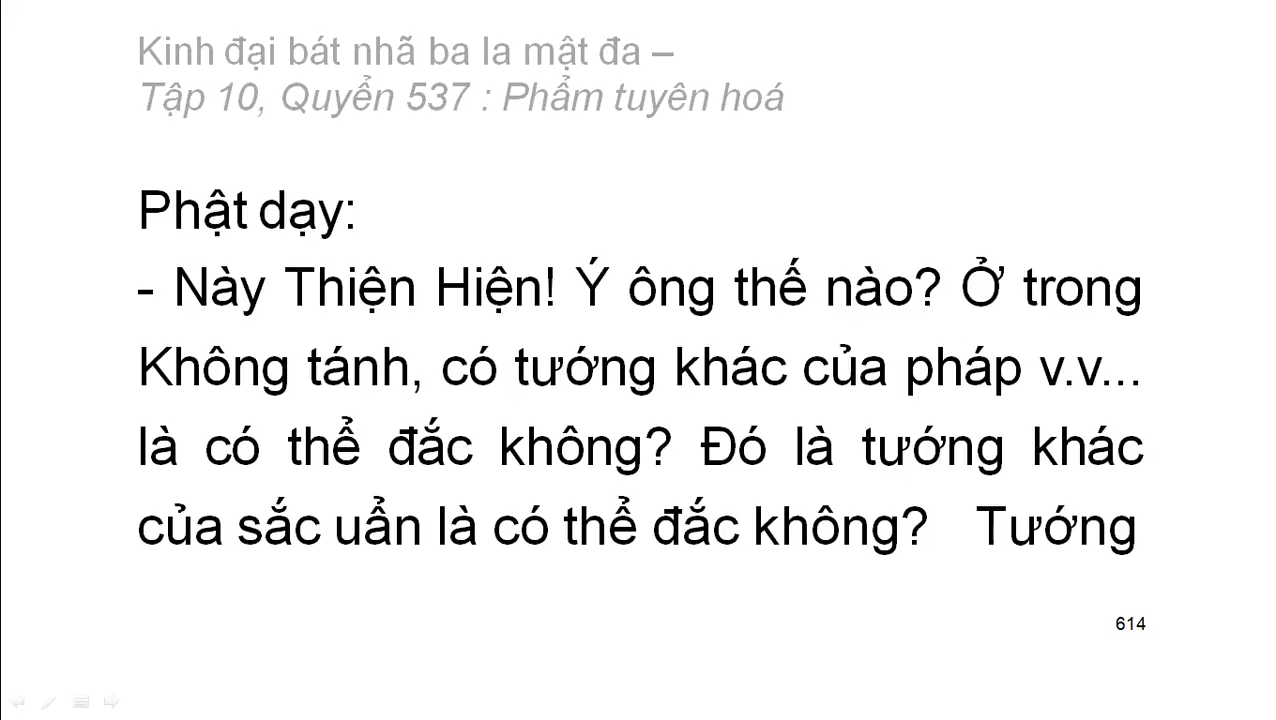 Kinh đại bát nhã ba la mật đa –
Tập 10, Quyển 537 : Phẩm tuyên hoá
Phật dạy:
- Này Thiện Hiện! Ý ông thế nào? Ở trong
Không tánh, có tướng khác của pháp v.v...
là có thể đắc không? Đó là tướng khác
của sắc uẩn là có thể đắc không? Tướng
614